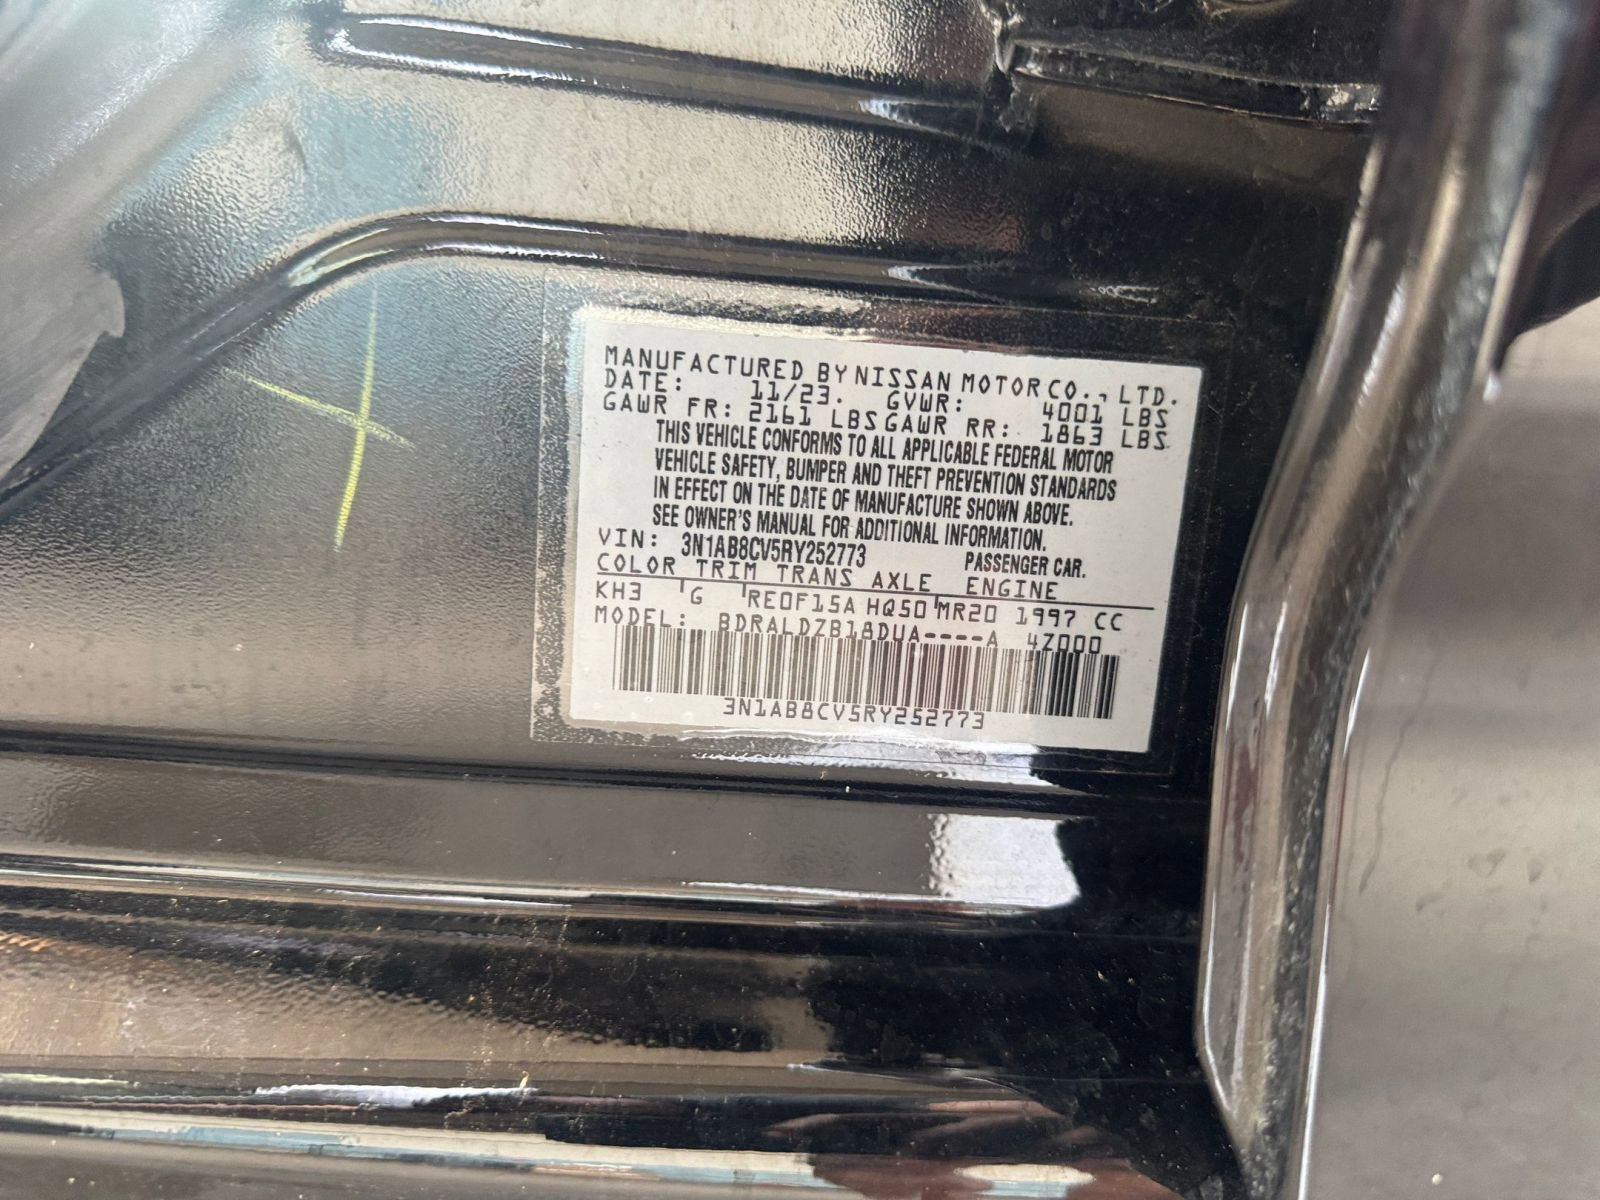 MANUFACTURED BY NISSAN MOTOR CO., LTD.
DATE: 11/23. GVWR: 4001 LBS
GAWR FR: 2161 LBS GAWR RR: 1863 LBS
THIS VEHICLE CONFORMS TO ALL APPLICABLE FEDERAL MOTOR
VEHICLE SAFETY, BUMPER AND THEFT PREVENTION STANDARDS
IN EFFECT ON THE DATE OF MANUFACTURE SHOWN ABOVE.
SEE OWNER'S MANUAL FOR ADDITIONAL INFORMATION.
VIN: 3N1AB8CV5RY252773 PASSENGER CAR.
COLOR TRIM TRANS AXLE ENGINE
KH3 G RE0F15A HQ50 MR20 1997 CC
MODEL: BDRALDZB18DUA----A 4Z000
3N1AB8CV5RY252773